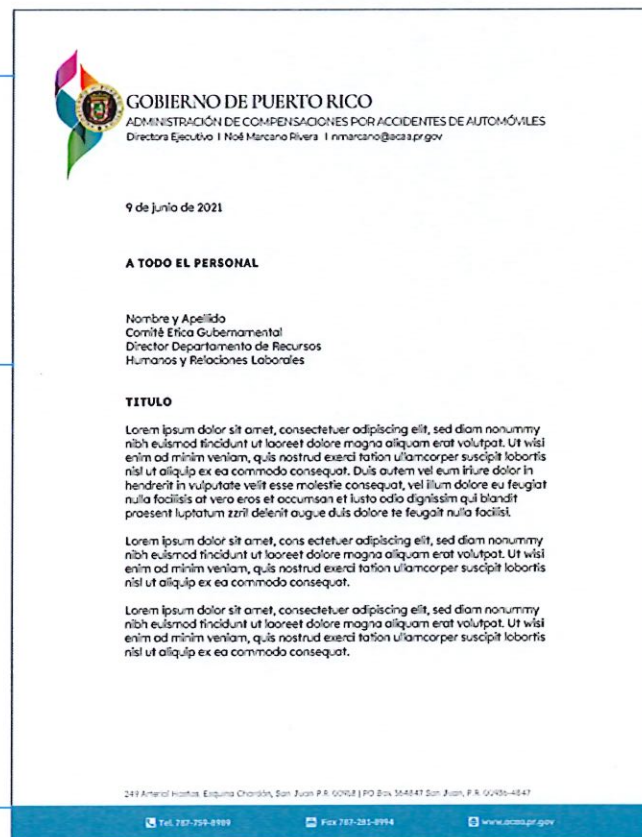 GOBIERNO DE PUERTO RICO
ADMINISTRACIÓN DE COMPENSACIONES POR ACCIDENTES DE AUTOMÓVILES
Directora Ejecutivo | Noé Marcano Rivera | nmarcano@acaa.pr.gov
9 de junio de 2021
A TODO EL PERSONAL
Nombre y Apellido
Comité Etica Gubernamental
Director Departamento de Recursos
Humanos y Relaciones Laborales
TITULO
Lorem ipsum dolor sit amet, consectetuer adipiscing elit, sed diam nonummy
nibh euismod tincidunt ut laoreet dolore magna aliquam erat volutpat. Ut wisi
enim ad minim veniam, quis nostrud exerci tation ullamcorper suscipit lobortis
nisl ut aliquip ex ea commodo consequat. Duis autem vel eum iriure dolor in
hendrerit in vulputate velit esse molestie consequat, vel illum dolore eu feugiat
nulla facilisis at vero eros et accumsan et iusto odio dignissim qui blandit
praesent luptatum zzril delenit augue duis dolore te feugait nulla facilisi.
Lorem ipsum dolor sit amet, cons ectetuer adipiscing elit, sed diam nonummy
nibh euismod tincidunt ut laoreet dolore magna aliquam erat volutpat. Ut wisi
enim ad minim veniam, quis nostrud exerci tation ullamcorper suscipit lobortis
nisl ut aliquip ex ea commodo consequat.
Lorem ipsum dolor sit amet, consectetuer adipiscing elit, sed diam nonummy
nibh euismod tincidunt ut laoreet dolore magna aliquam erat volutpat. Ut wisi
enim ad minim veniam, quis nostrud exerci tation ullamcorper suscipit lobortis
nisl ut aliquip ex ea commodo consequat.
249 Arterial Hostos, Esquina Chardón, San Juan P.R. 00918 | PO Box 364847 San Juan, P.R. 00936-4847
Tel. 787-759-8989 Fax 787-281-8994 www.acaa.pr.gov